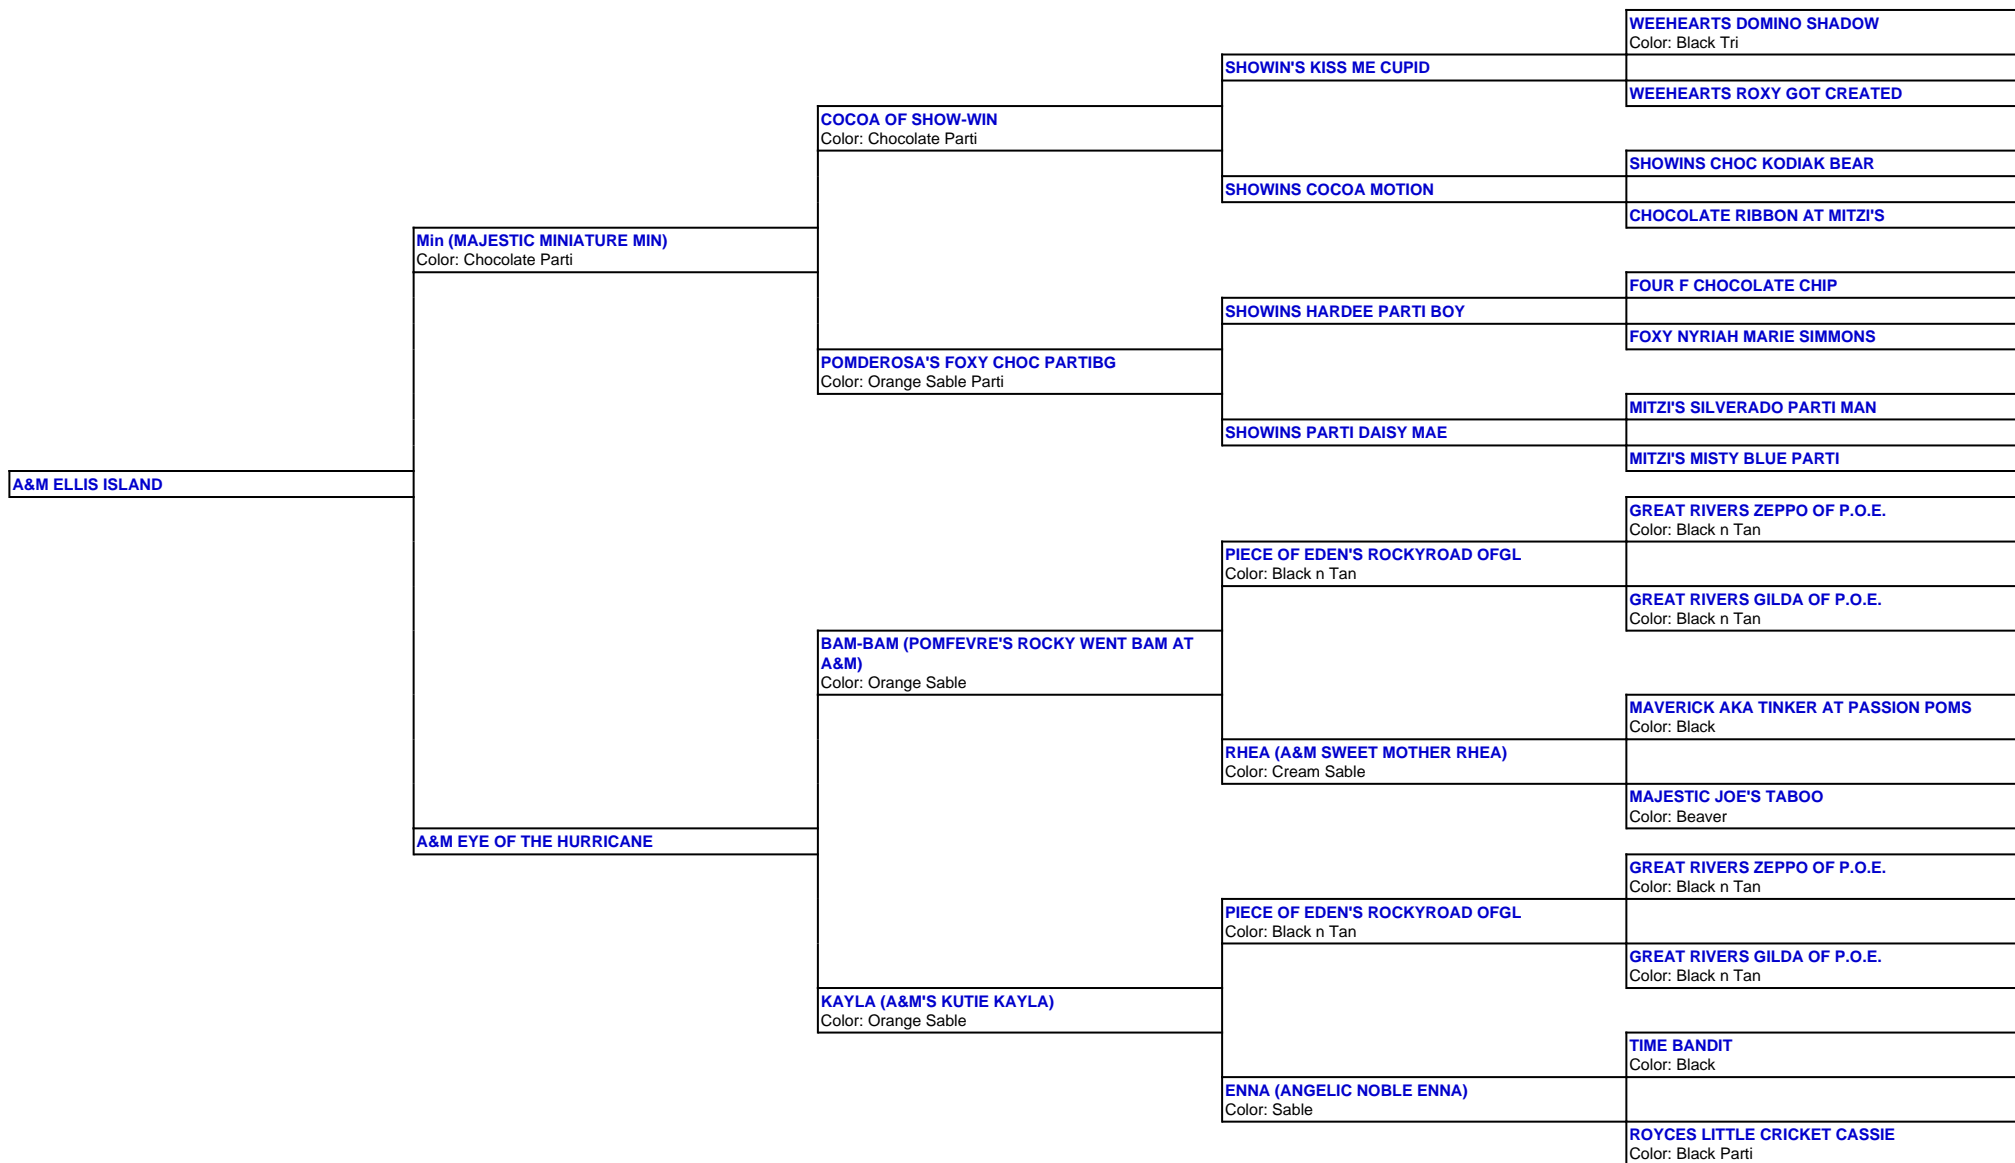 WEEHEARTS DOMINO SHADOW
Color: Black Tri
SHOWIN'S KISS ME CUPID
WEEHEARTS ROXY GOT CREATED
COCOA OF SHOW-WIN
Color: Chocolate Parti
SHOWINS CHOC KODIAK BEAR
SHOWINS COCOA MOTION
CHOCOLATE RIBBON AT MITZI'S
Min (MAJESTIC MINIATURE MIN)
Color: Chocolate Parti
FOUR F CHOCOLATE CHIP
SHOWINS HARDEE PARTI BOY
FOXY NYRIAH MARIE SIMMONS
POMDEROSA'S FOXY CHOC PARTIBG
Color: Orange Sable Parti
MITZI'S SILVERADO PARTI MAN
SHOWINS PARTI DAISY MAE
MITZI'S MISTY BLUE PARTI
A&M ELLIS ISLAND
GREAT RIVERS ZEPPO OF P.O.E.
Color: Black n Tan
PIECE OF EDEN'S ROCKYROAD OFGL
Color: Black n Tan
GREAT RIVERS GILDA OF P.O.E.
Color: Black n Tan
BAM-BAM (POMFEVRE'S ROCKY WENT BAM AT
A&M)
Color: Orange Sable
MAVERICK AKA TINKER AT PASSION POMS
Color: Black
RHEA (A&M SWEET MOTHER RHEA)
Color: Cream Sable
MAJESTIC JOE'S TABOO
Color: Beaver
A&M EYE OF THE HURRICANE
GREAT RIVERS ZEPPO OF P.O.E.
Color: Black n Tan
PIECE OF EDEN'S ROCKYROAD OFGL
Color: Black n Tan
GREAT RIVERS GILDA OF P.O.E.
Color: Black n Tan
KAYLA (A&M'S KUTIE KAYLA)
Color: Orange Sable
TIME BANDIT
Color: Black
ENNA (ANGELIC NOBLE ENNA)
Color: Sable
ROYCES LITTLE CRICKET CASSIE
Color: Black Parti